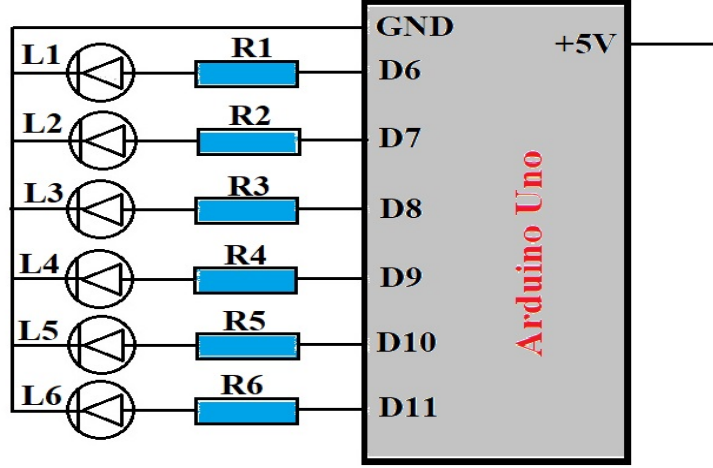 GND
+5V
L1
R1
D6
L2
R2
D7
L3
R3
D8
L4
R4
D9
L5
R5
D10
L6
R6
D11
Arduino Uno